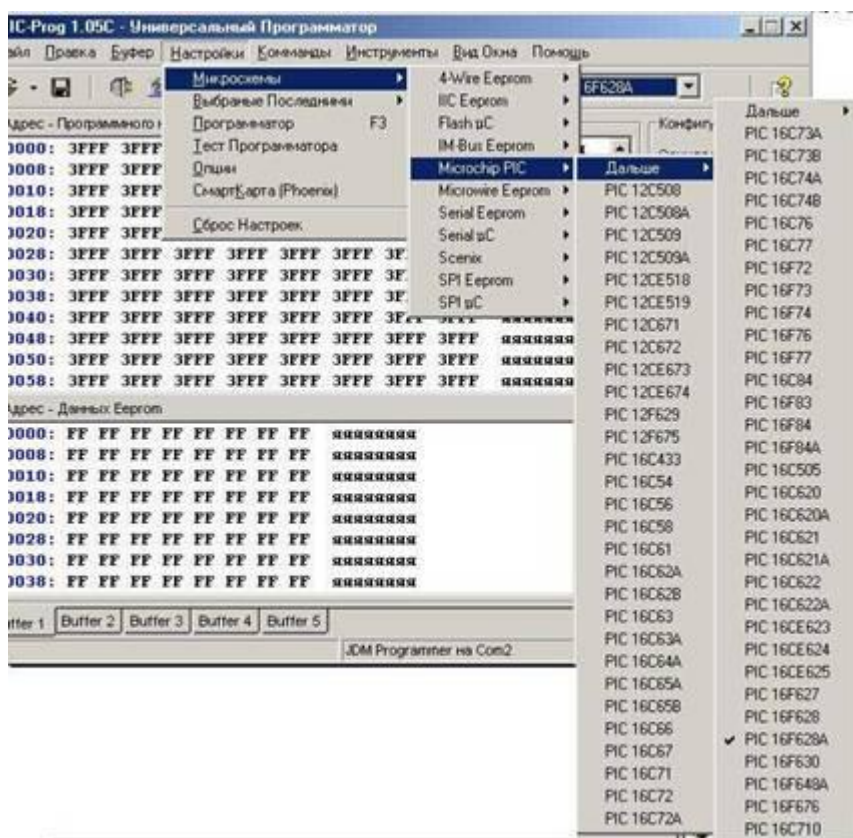 IC-Prog 1.05C - Универсальный Программатор
айл Правка Буфер Настройки Комманды Инструменты Вид Окна Помощь
16F628A
Адрес - Программного к
Конфигу
Микросхемы
Выбраные Последними
Программатор F3
Тест Программатора
Опции
СмартКарта (Phoenix)
Сброс Настроек
4-Wire Eeprom
IIC Eeprom
Flash µC
IM-Bus Eeprom
Microchip PIC
Microwire Eeprom
Serial Eeprom
Serial µC
Scenix
SPI Eeprom
SPI µC
Дальше
PIC 12C508
PIC 12C508A
PIC 12C509
PIC 12C509A
PIC 12CE518
PIC 12CE519
PIC 12C671
PIC 12C672
PIC 12CE673
PIC 12CE674
PIC 12F629
PIC 12F675
PIC 16C433
PIC 16C54
PIC 16C56
PIC 16C58
PIC 16C61
PIC 16C62A
PIC 16C62B
PIC 16C63
PIC 16C63A
PIC 16C64A
PIC 16C65A
PIC 16C65B
PIC 16C66
PIC 16C67
PIC 16C71
PIC 16C72
PIC 16C72A
Дальше
PIC 16C73A
PIC 16C73B
PIC 16C74A
PIC 16C74B
PIC 16C76
PIC 16C77
PIC 16F72
PIC 16F73
PIC 16F74
PIC 16F76
PIC 16F77
PIC 16C84
PIC 16F83
PIC 16F84
PIC 16F84A
PIC 16C505
PIC 16C620
PIC 16C620A
PIC 16C621
PIC 16C621A
PIC 16C622
PIC 16C622A
PIC 16CE623
PIC 16CE624
PIC 16CE625
PIC 16F627
PIC 16F628
PIC 16F628A
PIC 16F630
PIC 16F648A
PIC 16F676
PIC 16C710
0000: 3FFF 3FFF
0008: 3FFF 3FFF
0010: 3FFF 3FFF
0018: 3FFF 3FFF
0020: 3FFF 3FFF
0028: 3FFF 3FFF 3FFF 3FFF 3FFF
0030: 3FFF 3FFF 3FFF 3FFF 3FFF
0038: 3FFF 3FFF 3FFF 3FFF 3FFF
0040: 3FFF 3FFF 3FFF 3FFF 3FFF
0048: 3FFF 3FFF 3FFF 3FFF 3FFF 3FFF 3FFF 3FFF яяяяяяяя
0050: 3FFF 3FFF 3FFF 3FFF 3FFF 3FFF 3FFF 3FFF яяяяяяяя
0058: 3FFF 3FFF 3FFF 3FFF 3FFF 3FFF 3FFF 3FFF яяяяяяяя
Адрес - Данных Eeprom
0000: FF FF FF FF FF FF FF FF яяяяяяяя
0008: FF FF FF FF FF FF FF FF яяяяяяяя
0010: FF FF FF FF FF FF FF FF яяяяяяяя
0018: FF FF FF FF FF FF FF FF яяяяяяяя
0020: FF FF FF FF FF FF FF FF яяяяяяяя
0028: FF FF FF FF FF FF FF FF яяяяяяяя
0030: FF FF FF FF FF FF FF FF яяяяяяяя
0038: FF FF FF FF FF FF FF FF яяяяяяяя
uffer 1 Buffer 2 Buffer 3 Buffer 4 Buffer 5
JDM Programmer на Com2